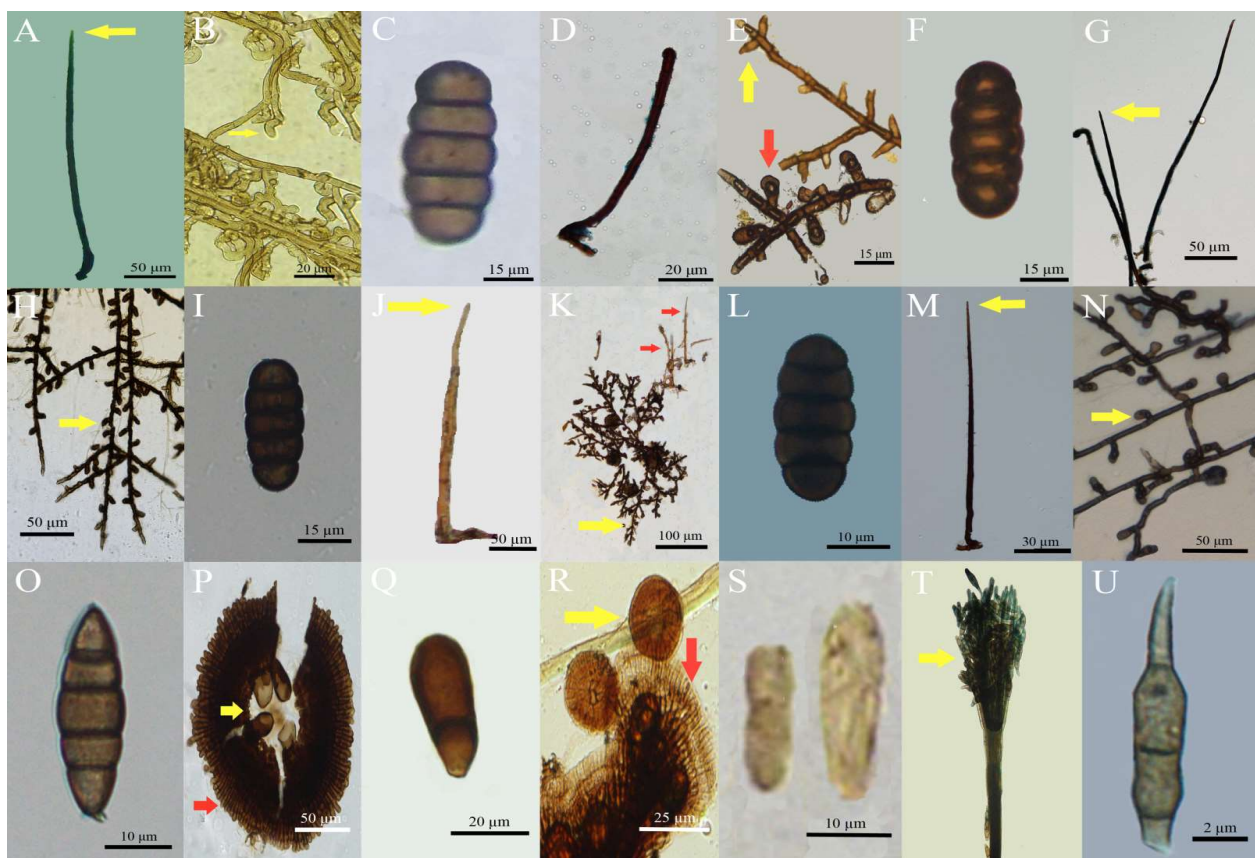 A B C D E F G
50 µm 20 µm 15 µm 20 µm 15 µm 15 µm 50 µm
H I J K L M N
50 µm 15 µm 50 µm 100 µm 10 µm 30 µm 50 µm
O P Q R S T U
10 µm 50 µm 20 µm 25 µm 10 µm 2 µm